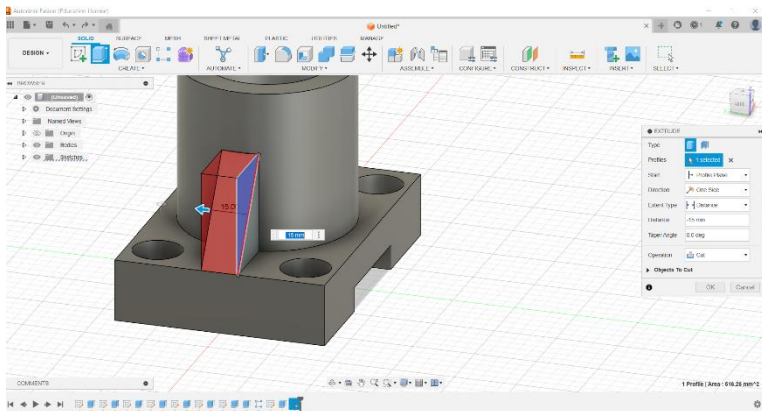 Autodesk Fusion (Education License)
Untitled*
DESIGN
SOLID SURFACE MESH SHEET METAL PLASTIC UTILITIES MANAGE
CREATE AUTOMATE MODIFY ASSEMBLE CONFIGURE CONSTRUCT INSPECT INSERT SELECT
BROWSER
(Unsaved)
Document Settings
Named Views
Origin
Bodies
Sketches
15.00
-15 mm
EXTRUDE
Type
Profiles 1 selected
Start Profile Plane
Direction One Side
Extent Type Distance
Distance -15 mm
Taper Angle 0.0 deg
Operation Cut
Objects To Cut
OK Cancel
COMMENTS
1 Profile | Area : 616.26 mm^2